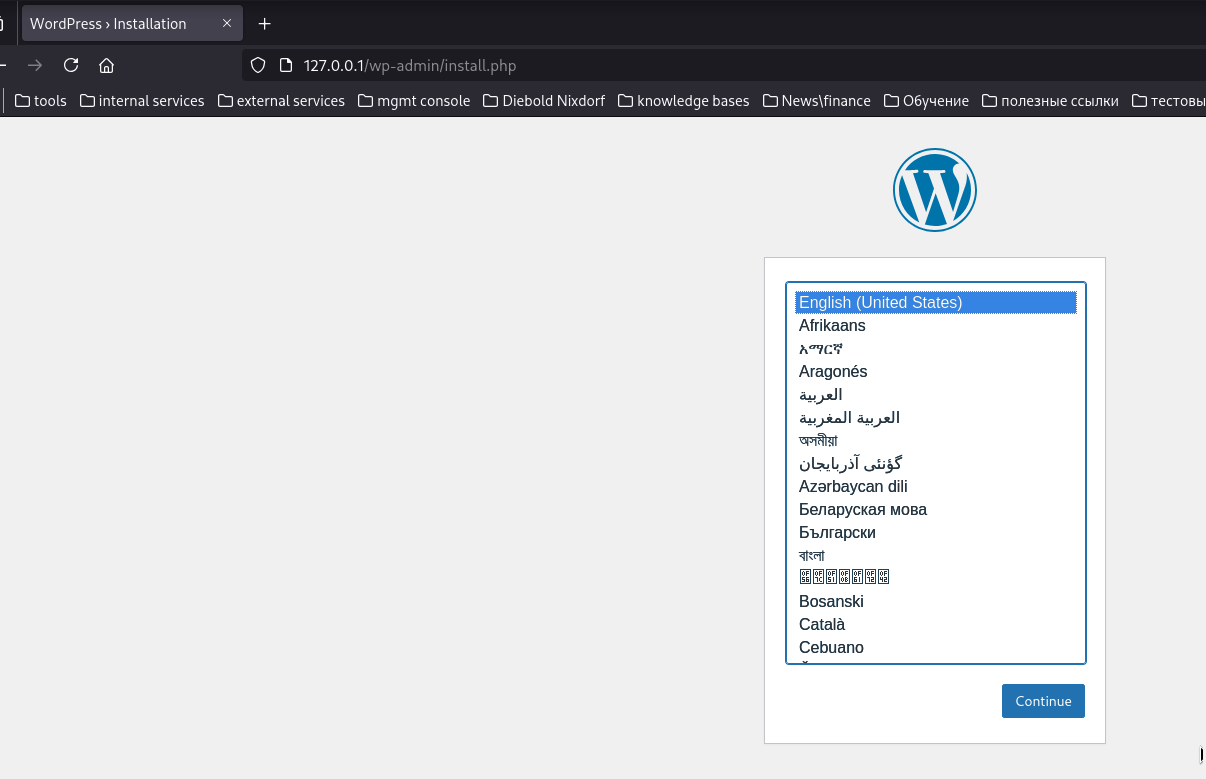 WordPress › Installation
127.0.0.1/wp-admin/install.php
tools internal services external services mgmt console Diebold Nixdorf knowledge bases News\finance Обучение полезные ссылки тестовы
English (United States)
Afrikaans
አማርኛ
Aragonés
العربية
العربية المغربية
অসমীয়া
گؤنئی آذربایجان
Azərbaycan dili
Беларуская мова
Български
বাংলা
Bosanski
Català
Cebuano
Continue